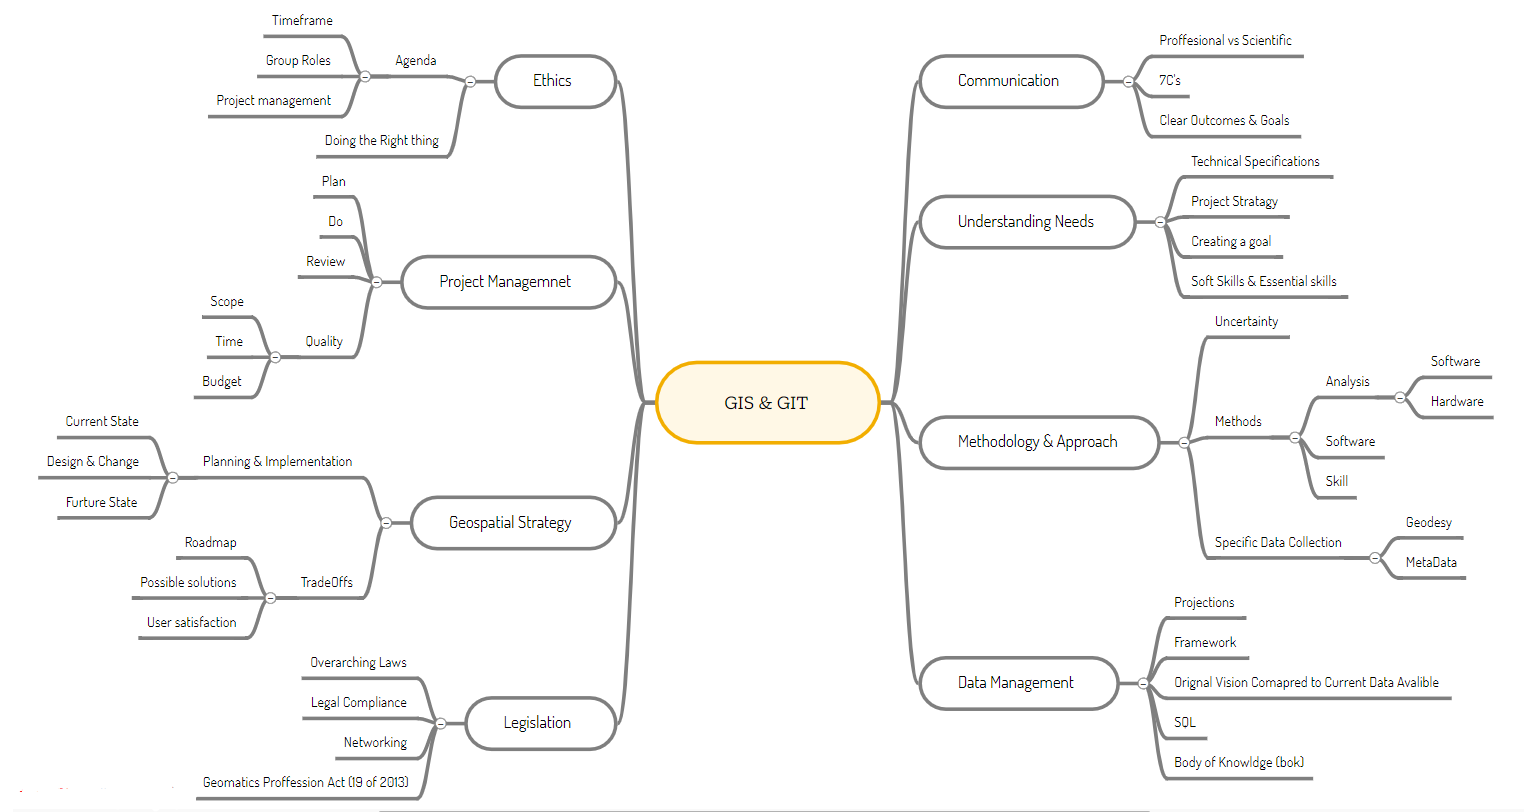 GIS & GIT
Ethics
Agenda
Timeframe
Group Roles
Project management
Doing the Right thing
Project Managemnet
Plan
Do
Review
Quality
Scope
Time
Budget
Geospatial Strategy
Planning & Implementation
Current State
Design & Change
Furture State
TradeOffs
Roadmap
Possible solutions
User satisfaction
Legislation
Overarching Laws
Legal Compliance
Networking
Geomatics Proffession Act (19 of 2013)
Communication
Proffesional vs Scientific
7C's
Clear Outcomes & Goals
Understanding Needs
Technical Specifications
Project Stratagy
Creating a goal
Soft Skills & Essential skills
Methodology & Approach
Uncertainty
Methods
Analysis
Software
Hardware
Software
Skill
Specific Data Collection
Geodesy
MetaData
Data Management
Projections
Framework
Orignal Vision Comapred to Current Data Avalible
SQL
Body of Knowldge (bok)